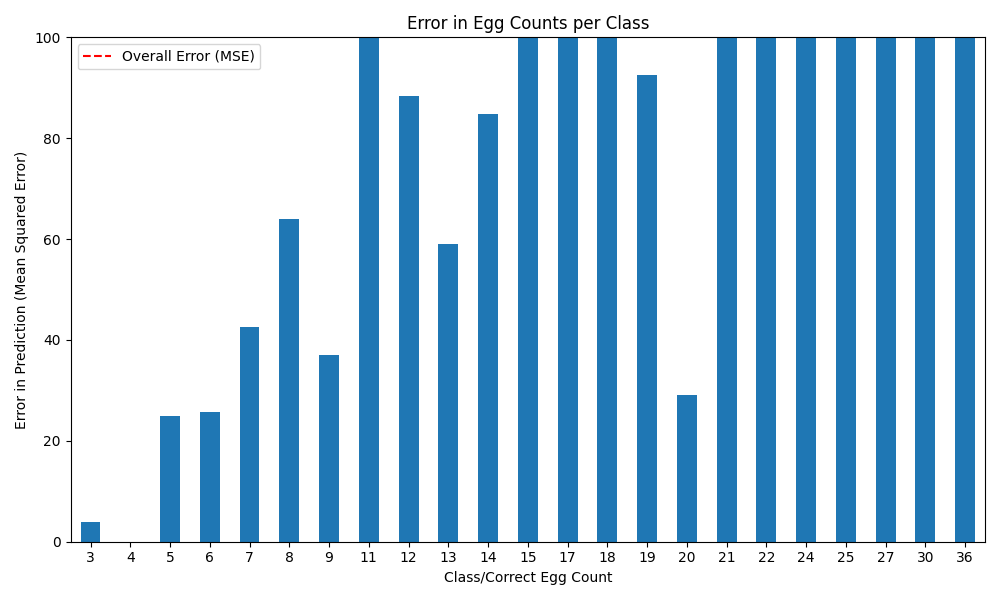 Error in Egg Counts per Class
Overall Error (MSE)
Error in Prediction (Mean Squared Error)
100
80
60
40
20
0
3 4 5 6 7 8 9 11 12 13 14 15 17 18 19 20 21 22 24 25 27 30 36
Class/Correct Egg Count